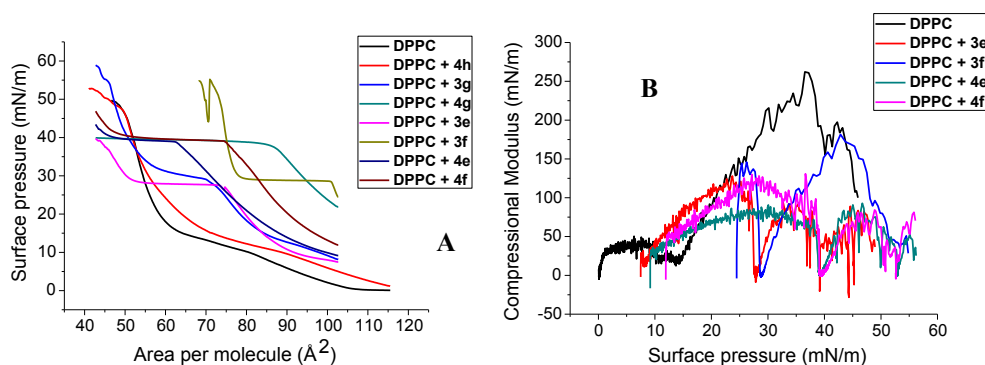 60
50
40
30
20
10
0
Surface pressure (mN/m)
40 50 60 70 80 90 100 110 120
Area per molecule (Å2)
DPPC
DPPC + 4h
DPPC + 3g
DPPC + 4g
DPPC + 3e
DPPC + 3f
DPPC + 4e
DPPC + 4f
A
300
250
200
150
100
50
0
-50
Compressional Modulus (mN/m)
0 10 20 30 40 50 60
Surface pressure (mN/m)
DPPC
DPPC + 3e
DPPC + 3f
DPPC + 4e
DPPC + 4f
B